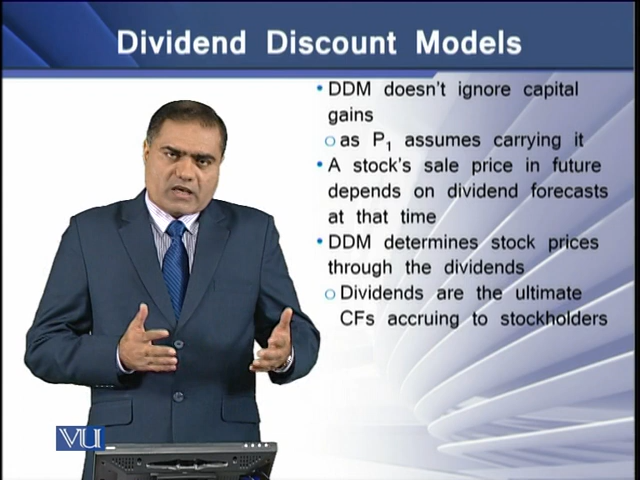 Dividend Discount Models
• DDM doesn't ignore capital
gains
o as P₁ assumes carrying it
• A stock's sale price in future
depends on dividend forecasts
at that time
• DDM determines stock prices
through the dividends
o Dividends are the ultimate
CFs accruing to stockholders
VU